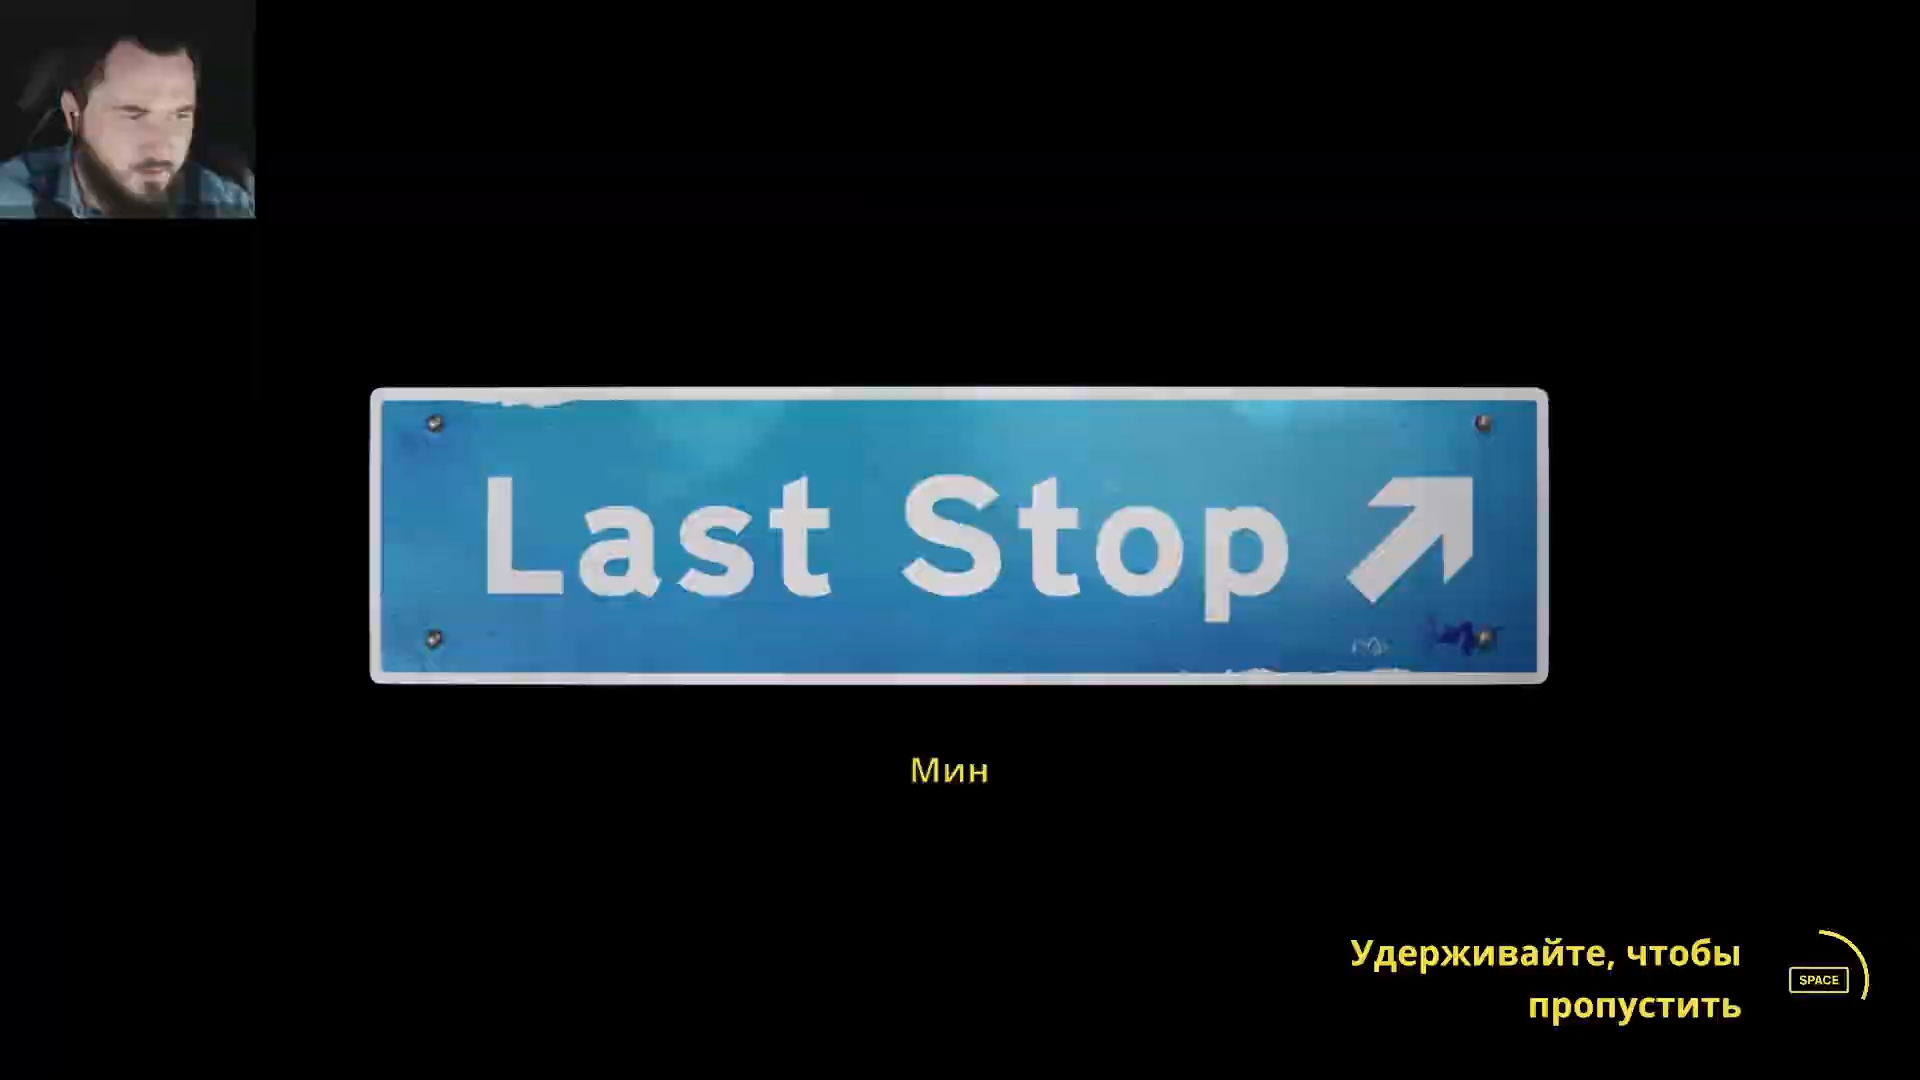 Last Stop
Мин
Удерживайте, чтобы
пропустить
SPACE